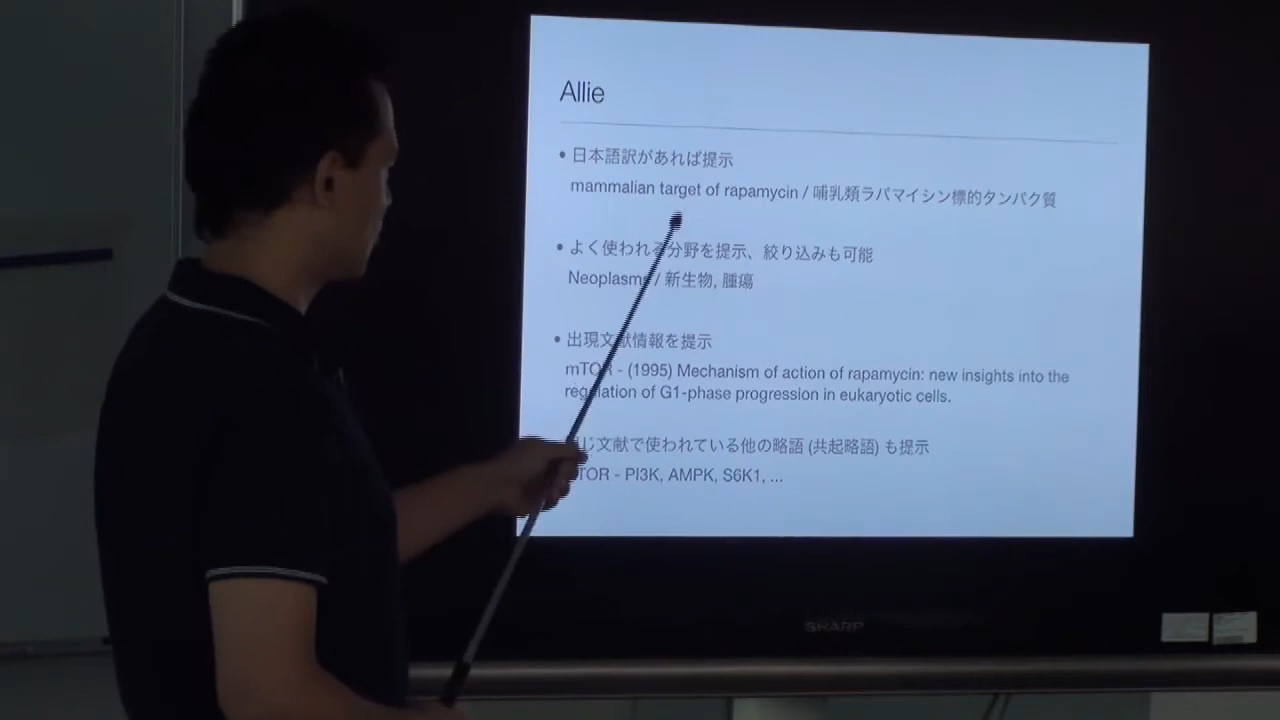 Allie
• 日本語訳があれば提示
mammalian target of rapamycin / 哺乳類ラパマイシン標的タンパク質
• よく使われる分野を提示、絞り込みも可能
Neoplasms / 新生物, 腫瘍
• 出現文献情報を提示
mTOR - (1995) Mechanism of action of rapamycin: new insights into the
regulation of G1-phase progression in eukaryotic cells.
じ文献で使われている他の略語 (共起略語) も提示
TOR - PI3K, AMPK, S6K1, ...
SHARP